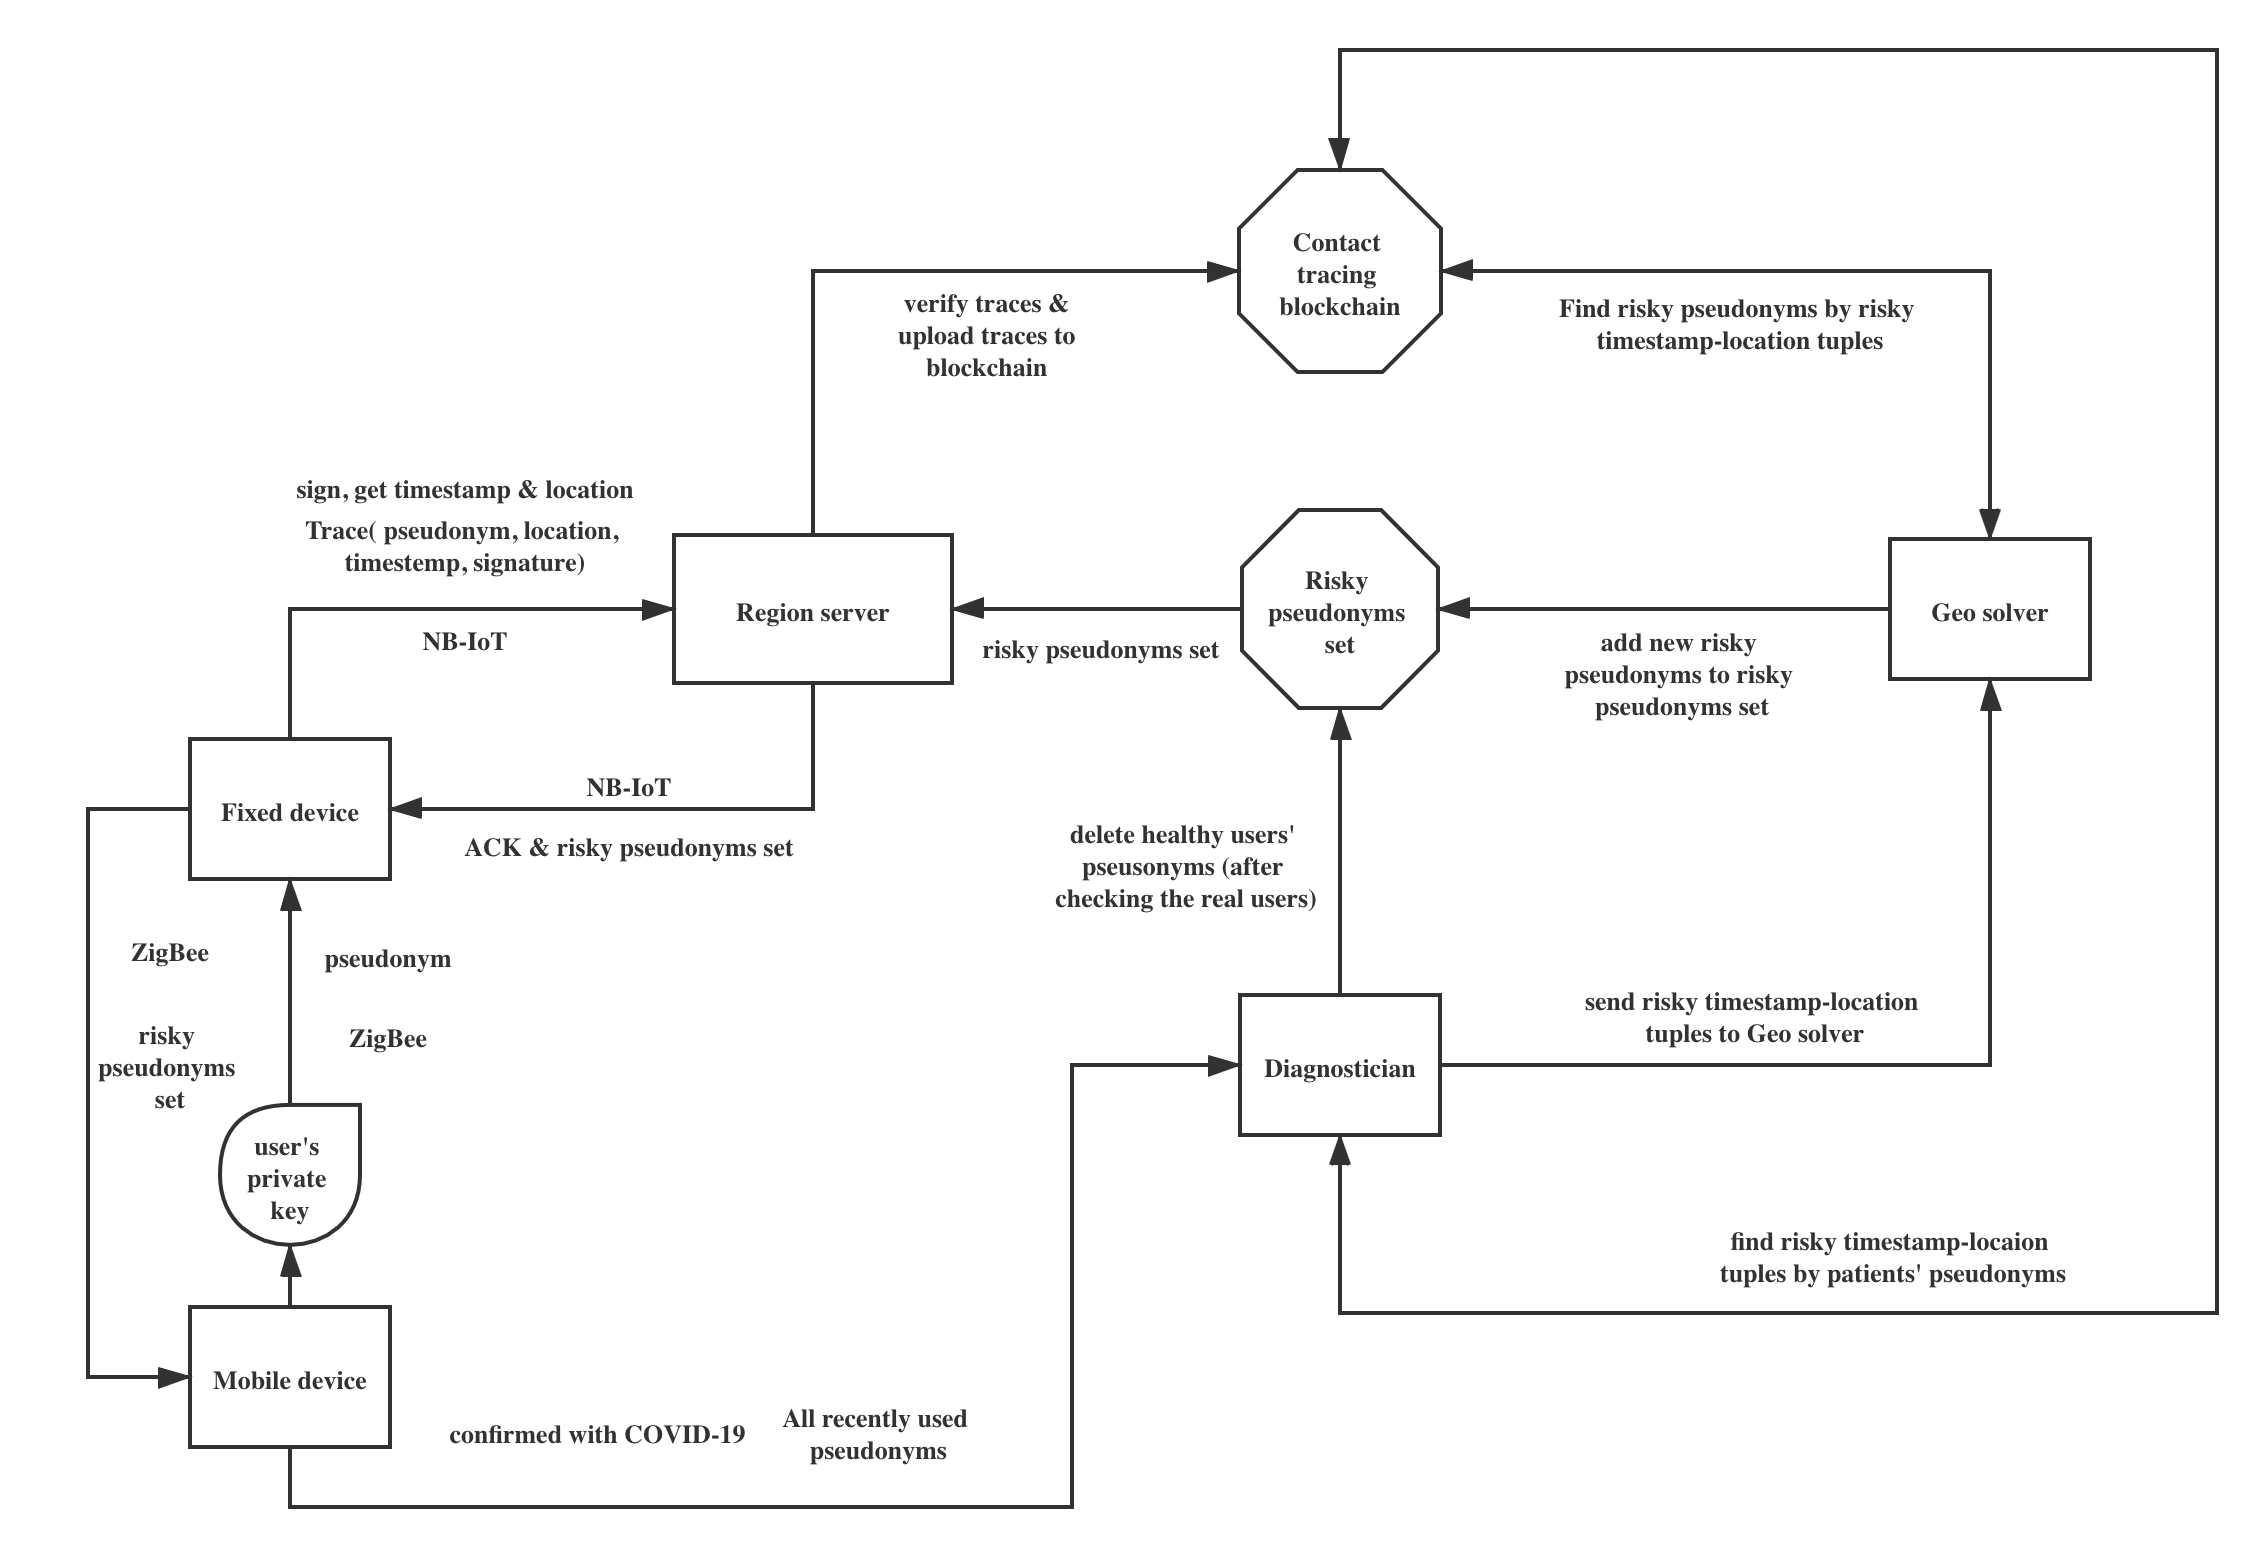 Contact
tracing
blockchain
verify traces &
upload traces to
blockchain
Find risky pseudonyms by risky
timestamp-location tuples
sign, get timestamp & location
Trace( pseudonym, location,
timestemp, signature)
NB-IoT
Region server
risky pseudonyms set
Risky
pseudonyms
set
add new risky
pseudonyms to risky
pseudonyms set
Geo solver
Fixed device
NB-IoT
ACK & risky pseudonyms set
delete healthy users'
pseusonyms (after
checking the real users)
ZigBee
risky
pseudonyms
set
pseudonym
ZigBee
send risky timestamp-location
tuples to Geo solver
Diagnostician
user's
private
key
find risky timestamp-locaion
tuples by patients' pseudonyms
Mobile device
confirmed with COVID-19
All recently used
pseudonyms